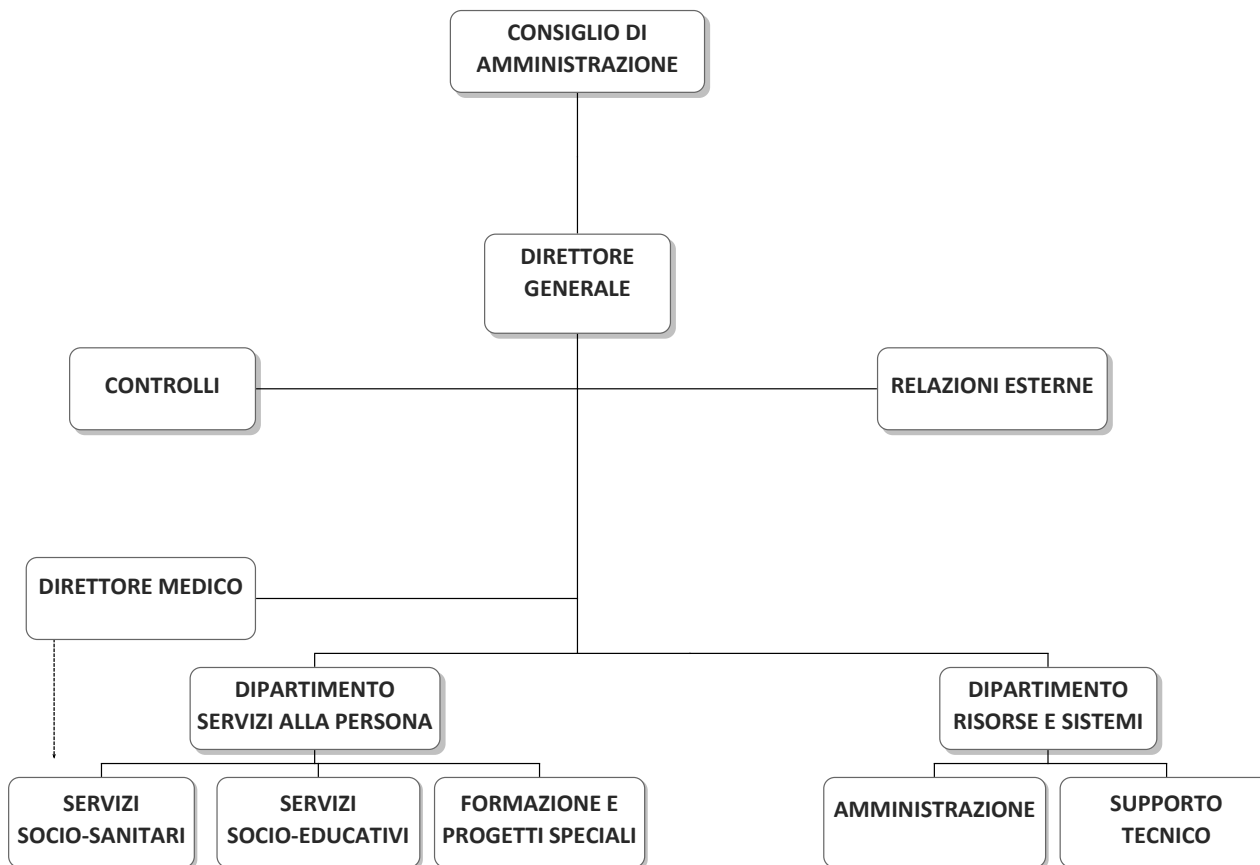 CONSIGLIO DI
AMMINISTRAZIONE
DIRETTORE
GENERALE
CONTROLLI
RELAZIONI ESTERNE
DIRETTORE MEDICO
DIPARTIMENTO
SERVIZI ALLA PERSONA
DIPARTIMENTO
RISORSE E SISTEMI
SERVIZI
SOCIO-SANITARI
SERVIZI
SOCIO-EDUCATIVI
FORMAZIONE E
PROGETTI SPECIALI
AMMINISTRAZIONE
SUPPORTO
TECNICO